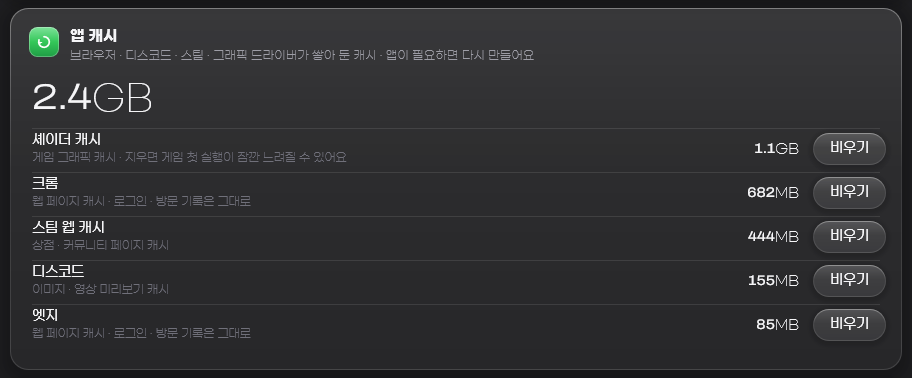 앱 캐시
브라우저 · 디스코드 · 스팀 · 그래픽 드라이버가 쌓아 둔 캐시 · 앱이 필요하면 다시 만들어요
2.4GB
셰이더 캐시
게임 그래픽 캐시 · 지우면 게임 첫 실행이 잠깐 느려질 수 있어요
1.1GB 비우기
크롬
웹 페이지 캐시 · 로그인 · 방문 기록은 그대로
682MB 비우기
스팀 웹 캐시
상점 · 커뮤니티 페이지 캐시
444MB 비우기
디스코드
이미지 · 영상 미리보기 캐시
155MB 비우기
엣지
웹 페이지 캐시 · 로그인 · 방문 기록은 그대로
85MB 비우기